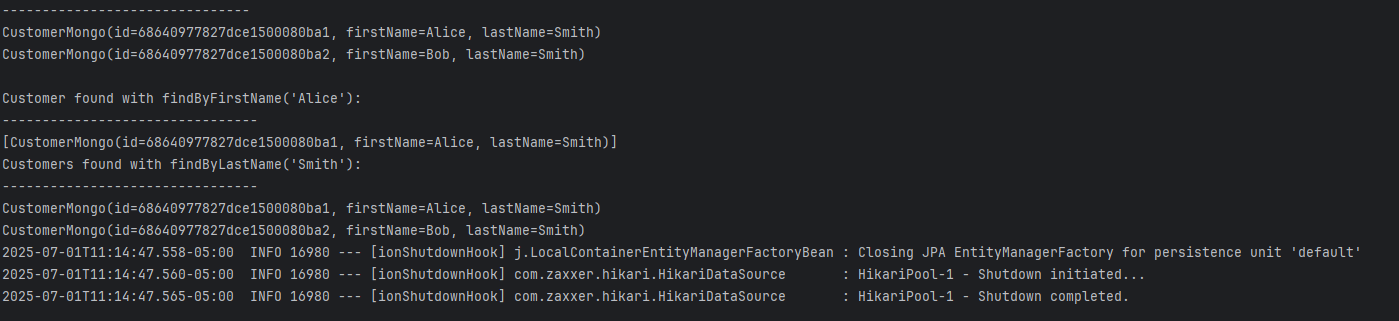 -------------------------------
CustomerMongo(id=68640977827dce1500080ba1, firstName=Alice, lastName=Smith)
CustomerMongo(id=68640977827dce1500080ba2, firstName=Bob, lastName=Smith)
Customer found with findByFirstName('Alice'):
--------------------------------
[CustomerMongo(id=68640977827dce1500080ba1, firstName=Alice, lastName=Smith)]
Customers found with findByLastName('Smith'):
--------------------------------
CustomerMongo(id=68640977827dce1500080ba1, firstName=Alice, lastName=Smith)
CustomerMongo(id=68640977827dce1500080ba2, firstName=Bob, lastName=Smith)
2025-07-01T11:14:47.558-05:00  INFO 16980 --- [ionShutdownHook] j.LocalContainerEntityManagerFactoryBean : Closing JPA EntityManagerFactory for persistence unit 'default'
2025-07-01T11:14:47.560-05:00  INFO 16980 --- [ionShutdownHook] com.zaxxer.hikari.HikariDataSource       : HikariPool-1 - Shutdown initiated...
2025-07-01T11:14:47.565-05:00  INFO 16980 --- [ionShutdownHook] com.zaxxer.hikari.HikariDataSource       : HikariPool-1 - Shutdown completed.